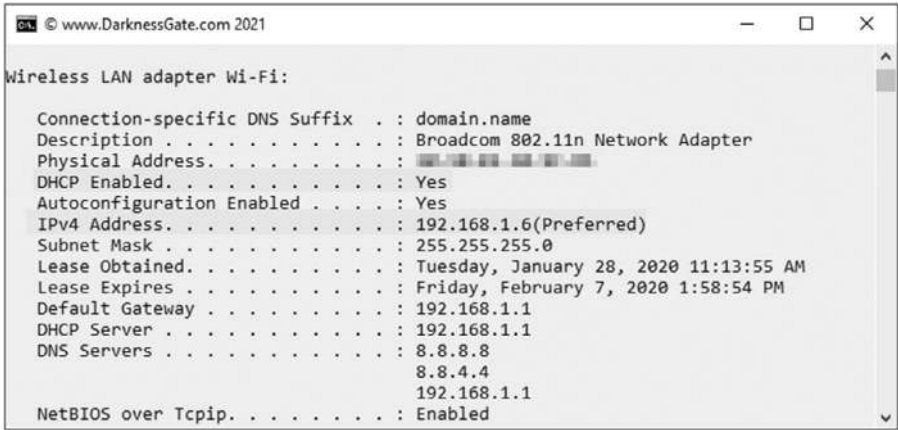 © www.DarknessGate.com 2021
Wireless LAN adapter Wi-Fi:
Connection-specific DNS Suffix . : domain.name
Description . . . . . . . . . . . : Broadcom 802.11n Network Adapter
Physical Address. . . . . . . . . :
DHCP Enabled. . . . . . . . . . . : Yes
Autoconfiguration Enabled . . . . : Yes
IPv4 Address. . . . . . . . . . . : 192.168.1.6(Preferred)
Subnet Mask . . . . . . . . . . . : 255.255.255.0
Lease Obtained. . . . . . . . . . : Tuesday, January 28, 2020 11:13:55 AM
Lease Expires . . . . . . . . . . : Friday, February 7, 2020 1:58:54 PM
Default Gateway . . . . . . . . . : 192.168.1.1
DHCP Server . . . . . . . . . . . : 192.168.1.1
DNS Servers . . . . . . . . . . . : 8.8.8.8
8.8.4.4
192.168.1.1
NetBIOS over Tcpip. . . . . . . . : Enabled